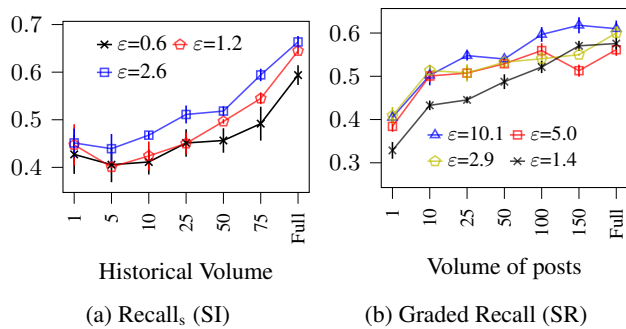 0.7
0.6
0.5
0.4
ε=0.6
ε=1.2
ε=2.6
1
5
10
25
50
75
Full
Historical Volume
(a) Recallₛ (SI)
0.6
0.5
0.4
0.3
ε=10.1
ε=5.0
ε=2.9
ε=1.4
1
10
25
50
100
150
Full
Volume of posts
(b) Graded Recall (SR)